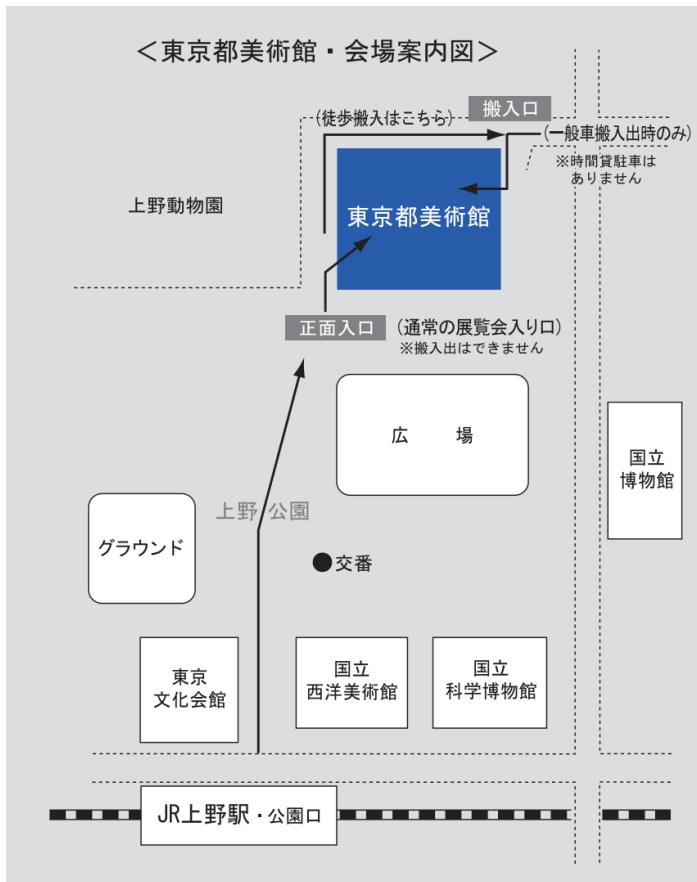 ＜東京都美術館・会場案内図＞
搬入口
(徒歩搬入はこちら)
(一般車搬入出時のみ)
※時間貸駐車は
ありません
上野動物園
東京都美術館
正面入口
(通常の展覧会入り口)
※搬入出はできません
広　場
国立
博物館
上野公園
グラウンド
●交番
東京
文化会館
国立
西洋美術館
国立
科学博物館
JR上野駅・公園口